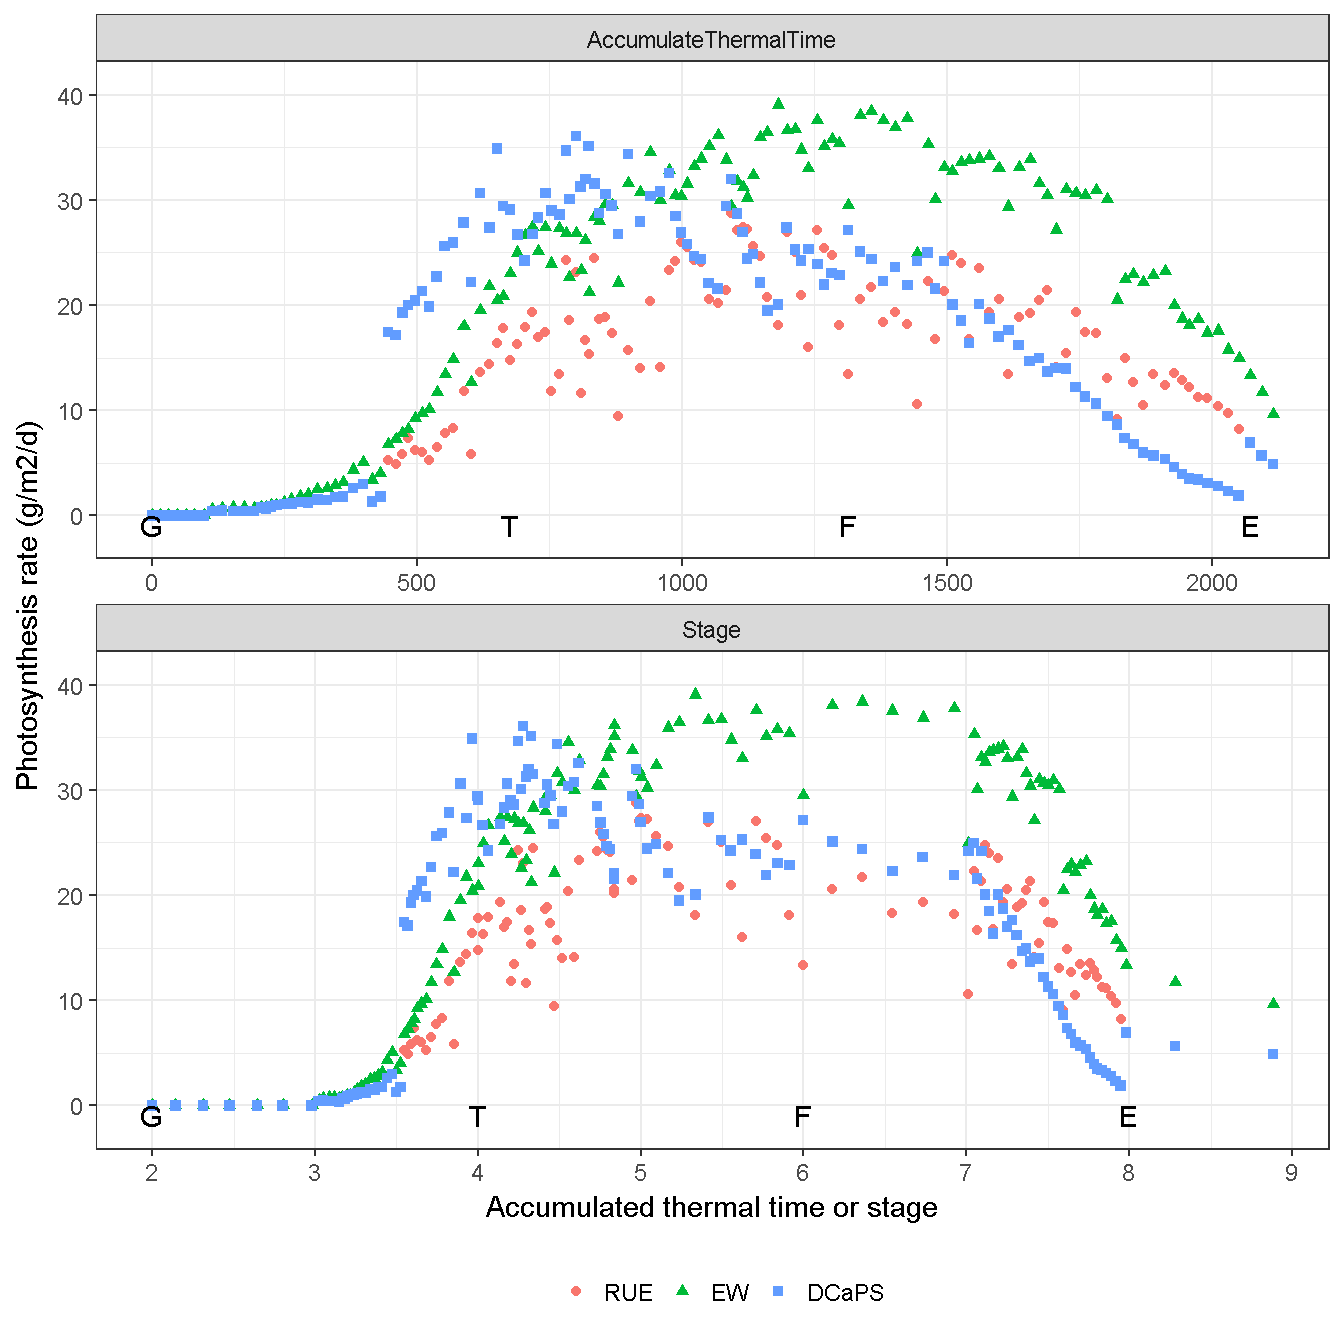 AccumulateThermalTime
40
30
20
10
0
G T F E
0 500 1000 1500 2000
Stage
40
30
20
10
0
G T F E
2 3 4 5 6 7 8 9
Photosynthesis rate (g/m2/d)
Accumulated thermal time or stage
RUE EW DCaPS